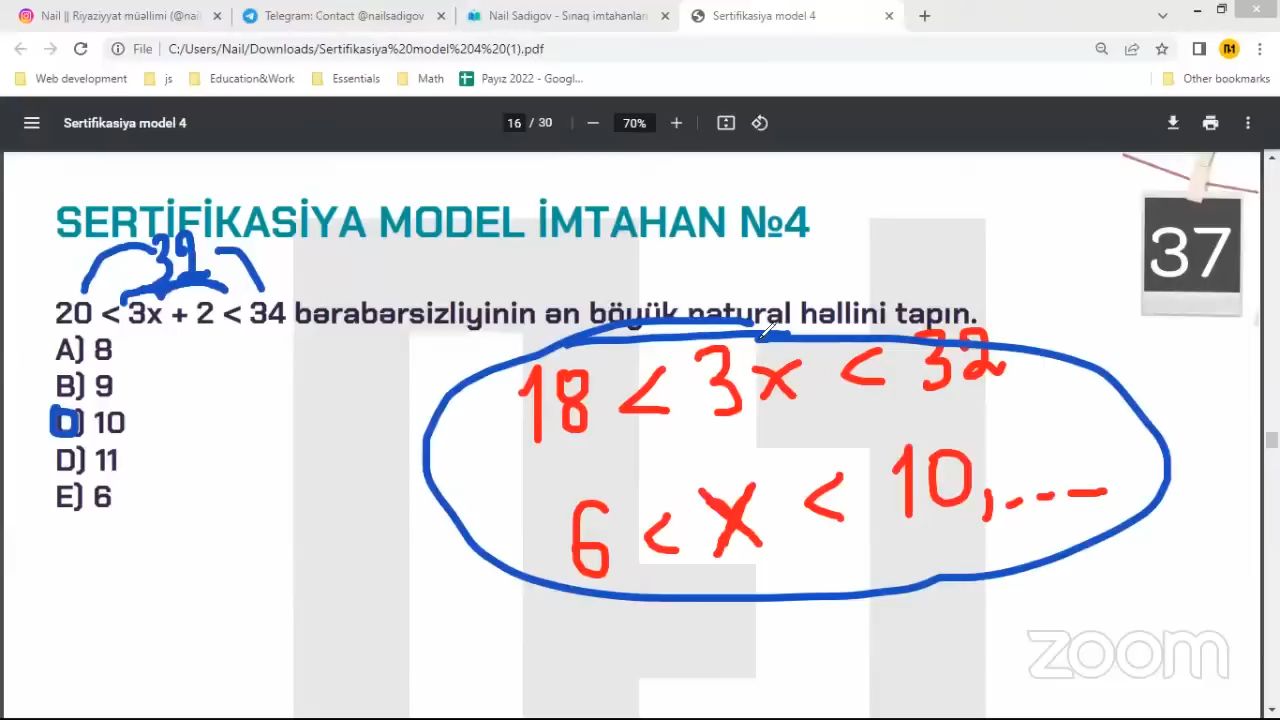 Nail || Riyaziyyat müəllimi (@nail
Telegram: Contact @nailsadigov
Nail Sadigov - Sınaq imtahanları
Sertifikasiya model 4
File
C:/Users/Nail/Downloads/Sertifikasiya%20model%204%20(1).pdf
Web development
js
Education&Work
Essentials
Math
Payız 2022 - Googl...
Other bookmarks
Sertifikasiya model 4
16 / 30
70%
SERTİFİKASİYA MODEL İMTAHAN №4
37
32
20 < 3x + 2 < 34 bərabərsizliyinin ən böyük natural həllini tapın.
A) 8
B) 9
) 10
D) 11
E) 6
18 < 3x < 32
6 < x < 10,...
zoom